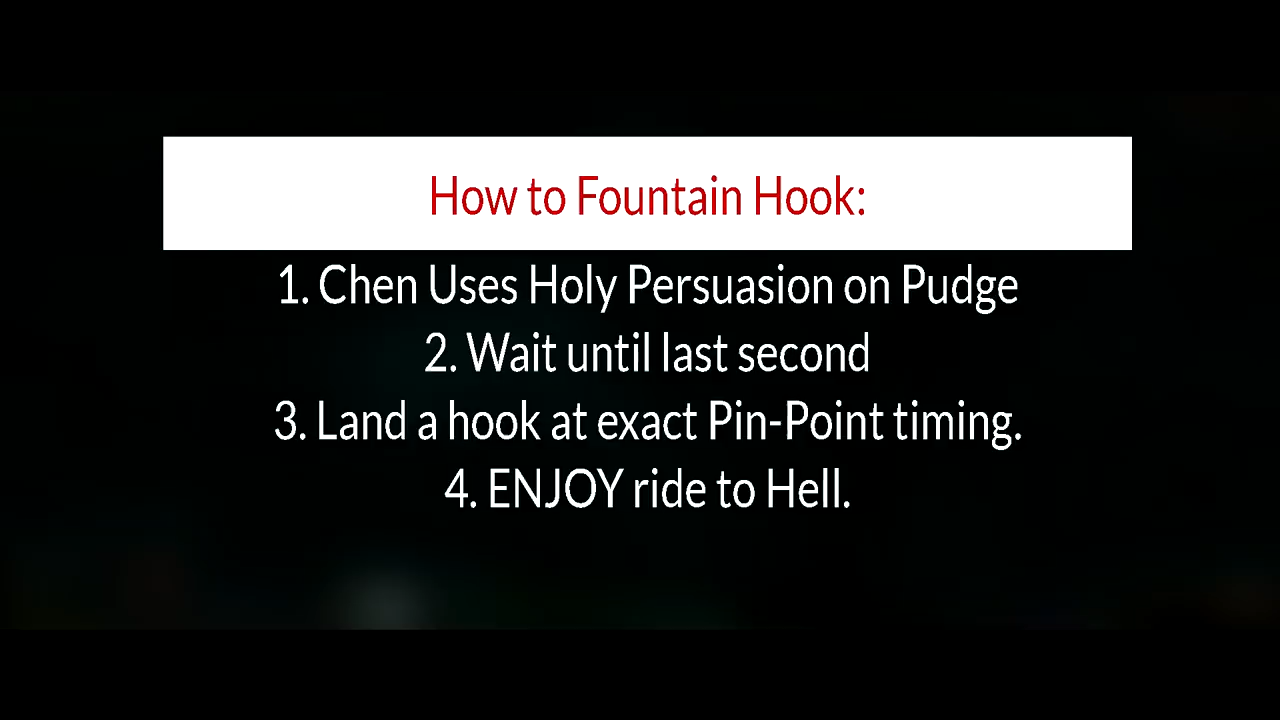 How to Fountain Hook:
1. Chen Uses Holy Persuasion on Pudge
2. Wait until last second
3. Land a hook at exact Pin-Point timing.
4. ENJOY ride to Hell.